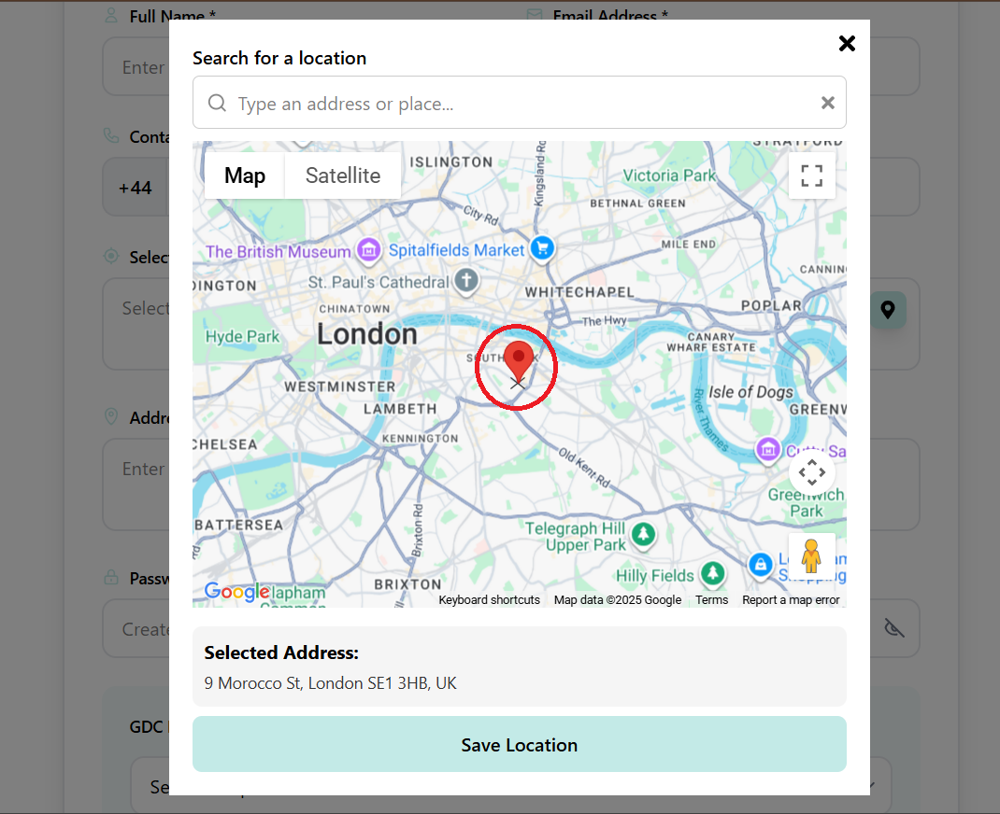 Full Name *
Email Address *
Search for a location
Enter
Type an address or place...
Conta
Map
Satellite
ISLINGTON
STRATFORD
Kingsland Rd
Victoria Park
+44
BETHNAL GREEN
City Rd
MILE END
Select
The British Museum
Spitalfields Market
CANNING
DINGTON
St. Paul's Cathedral
WHITECHAPEL
Select
CHINATOWN
POPLAR
The Hwy
Hyde Park
London
CANARY
WHARF ESTATE
SOUTH K
WESTMINSTER
Isle of Dogs
LAMBETH
GREENW
Addre
River Thames
CHELSEA
KENNINGTON
Cutty Sa
Enter
Old Kent Rd
Greenwich
Park
BATTERSEA
Brixton Rd
Telegraph Hill
Upper Park
Passw
Hilly Fields
BRIXTON
Shopping
Google
lapham
Common
Keyboard shortcuts
Map data ©2025 Google
Terms
Report a map error
Create
Selected Address:
9 Morocco St, London SE1 3HB, UK
GDC
Save Location
Se